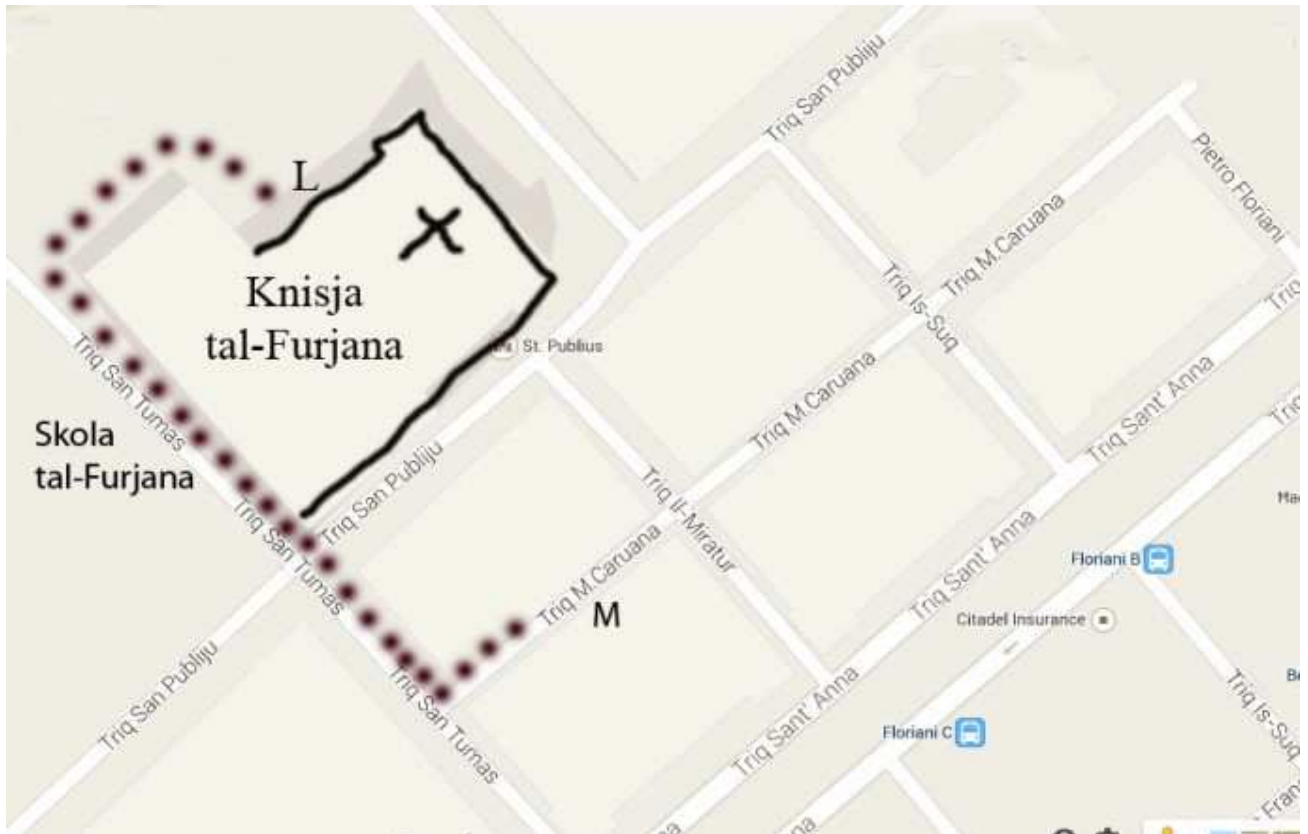 Triq San Publiju
Pietro Floriani
L
Triq M.Caruana
Knisja
tal-Furjana
Triq Is-Suq
St. Publius
Triq San Tumas
Triq M.Caruana
Triq Sant' Anna
Skola
tal-Furjana
Triq San Publiju
Triq Il-Miratur
Triq San Tumas
Triq M.Caruana
Floriani B
M
Triq Sant' Anna
Citadel Insurance
Triq San Publiju
Triq San Tumas
Triq Is-Suq
Triq Sant' Anna
Floriani C